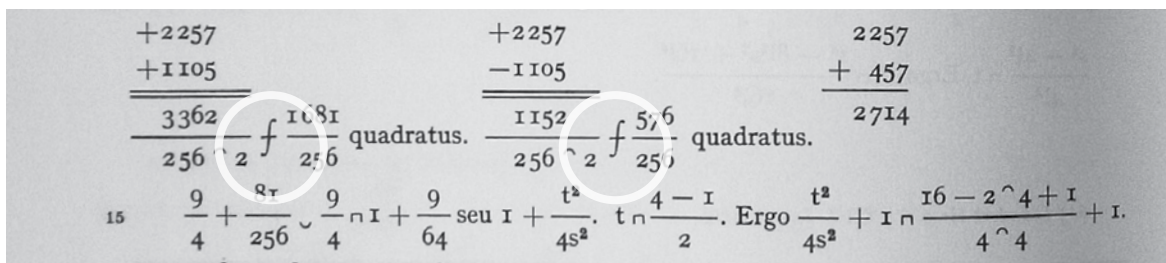 +2257 +2257 2257
+1105 −1105 + 457
3362/256⌢2 ƒ 1681/256 quadratus. 1152/256⌢2 ƒ 576/256 quadratus. 2714
15 9/4 + 81/256 ⌣ 9/4 ⊓ 1 + 9/64 seu 1 + t²/4s². t ⊓ 4 − 1/2. Ergo t²/4s² + 1 ⊓ 16 − 2⌢4 + 1/4⌢4 + 1.